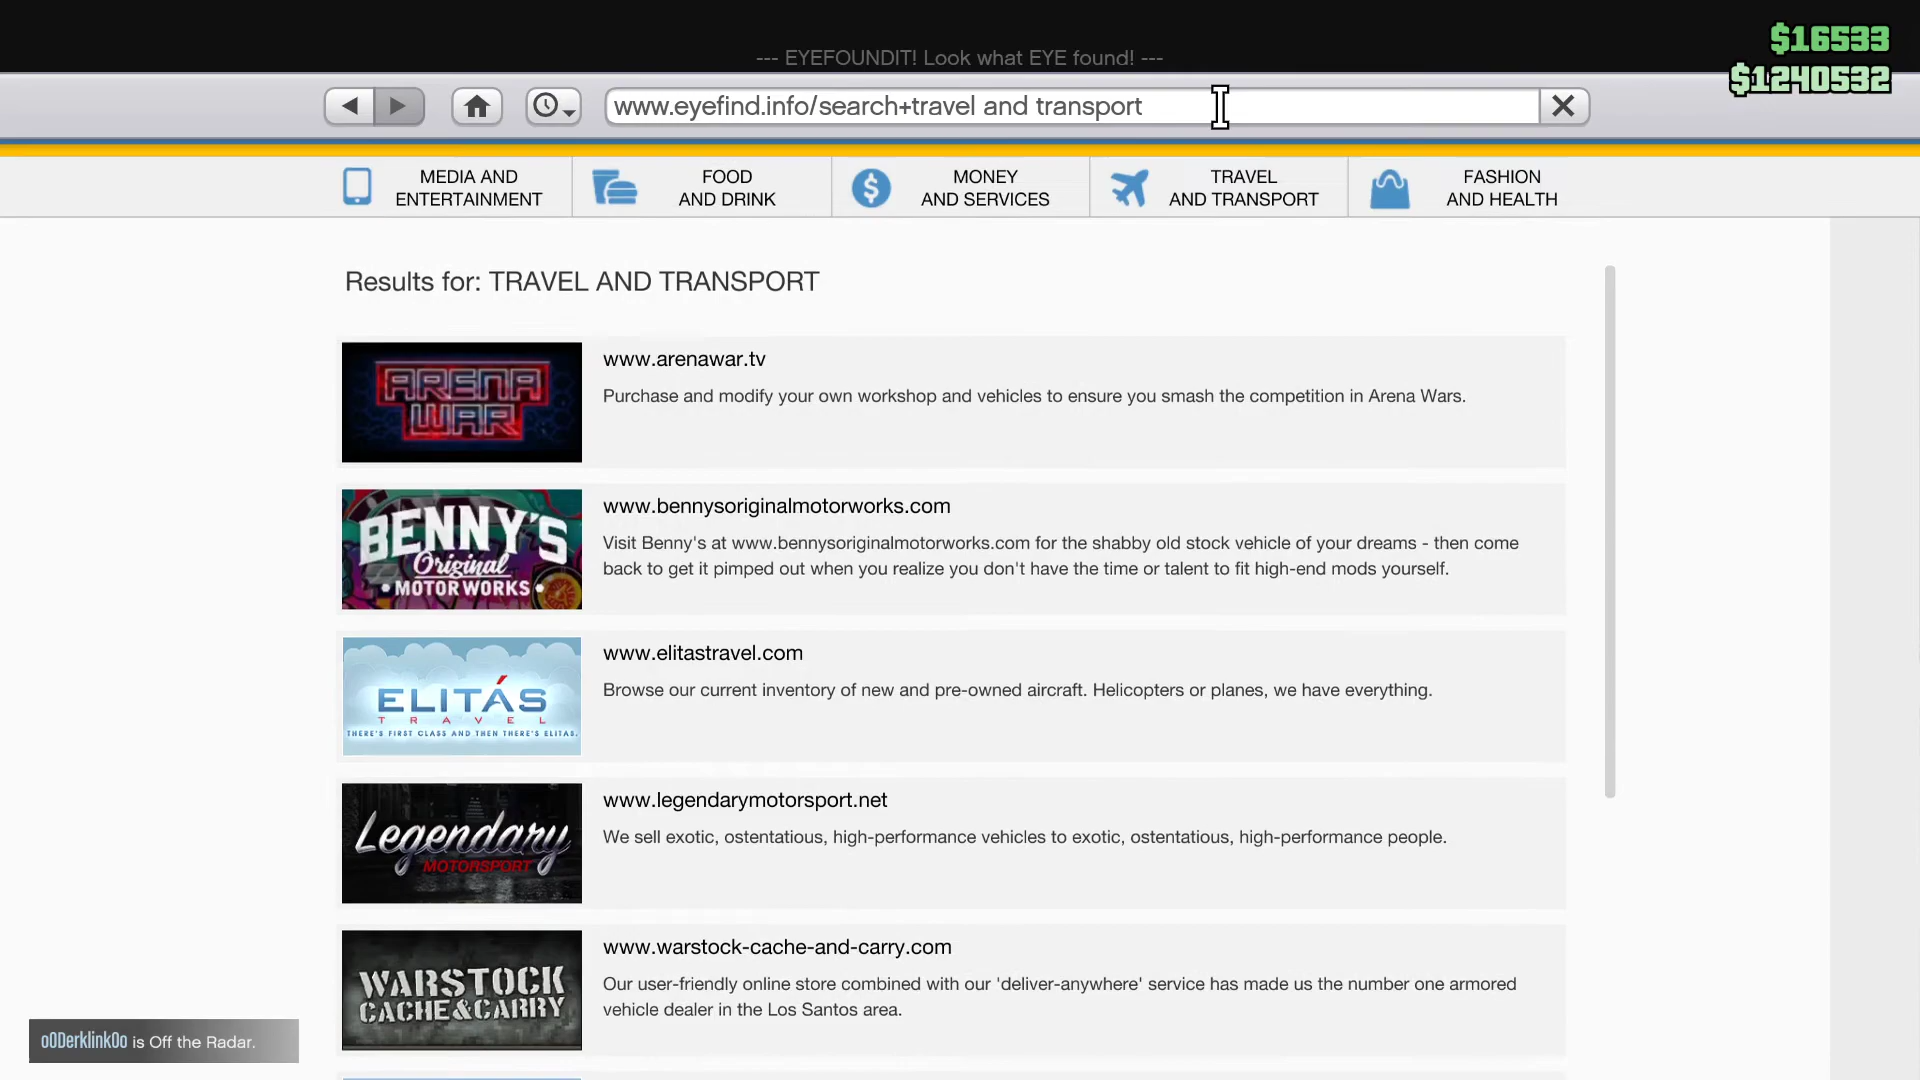 --- EYEFOUNDIT! Look what EYE found! ---
$16533
$1240532
www.eyefind.info/search+travel and transport
MEDIA AND
ENTERTAINMENT
FOOD
AND DRINK
MONEY
AND SERVICES
TRAVEL
AND TRANSPORT
FASHION
AND HEALTH
Results for: TRAVEL AND TRANSPORT
ARENA
WAR
www.arenawar.tv
Purchase and modify your own workshop and vehicles to ensure you smash the competition in Arena Wars.
BENNY'S
Original
MOTOR WORKS
www.bennysoriginalmotorworks.com
Visit Benny's at www.bennysoriginalmotorworks.com for the shabby old stock vehicle of your dreams - then come
back to get it pimped out when you realize you don't have the time or talent to fit high-end mods yourself.
ELITÁS
TRAVEL
THERE'S FIRST CLASS AND THEN THERE'S ELITAS.
www.elitastravel.com
Browse our current inventory of new and pre-owned aircraft. Helicopters or planes, we have everything.
Legendary
MOTORSPORT
www.legendarymotorsport.net
We sell exotic, ostentatious, high-performance vehicles to exotic, ostentatious, high-performance people.
WARSTOCK
CACHE&CARRY
www.warstock-cache-and-carry.com
Our user-friendly online store combined with our 'deliver-anywhere' service has made us the number one armored
vehicle dealer in the Los Santos area.
o0DerklinkOo is Off the Radar.